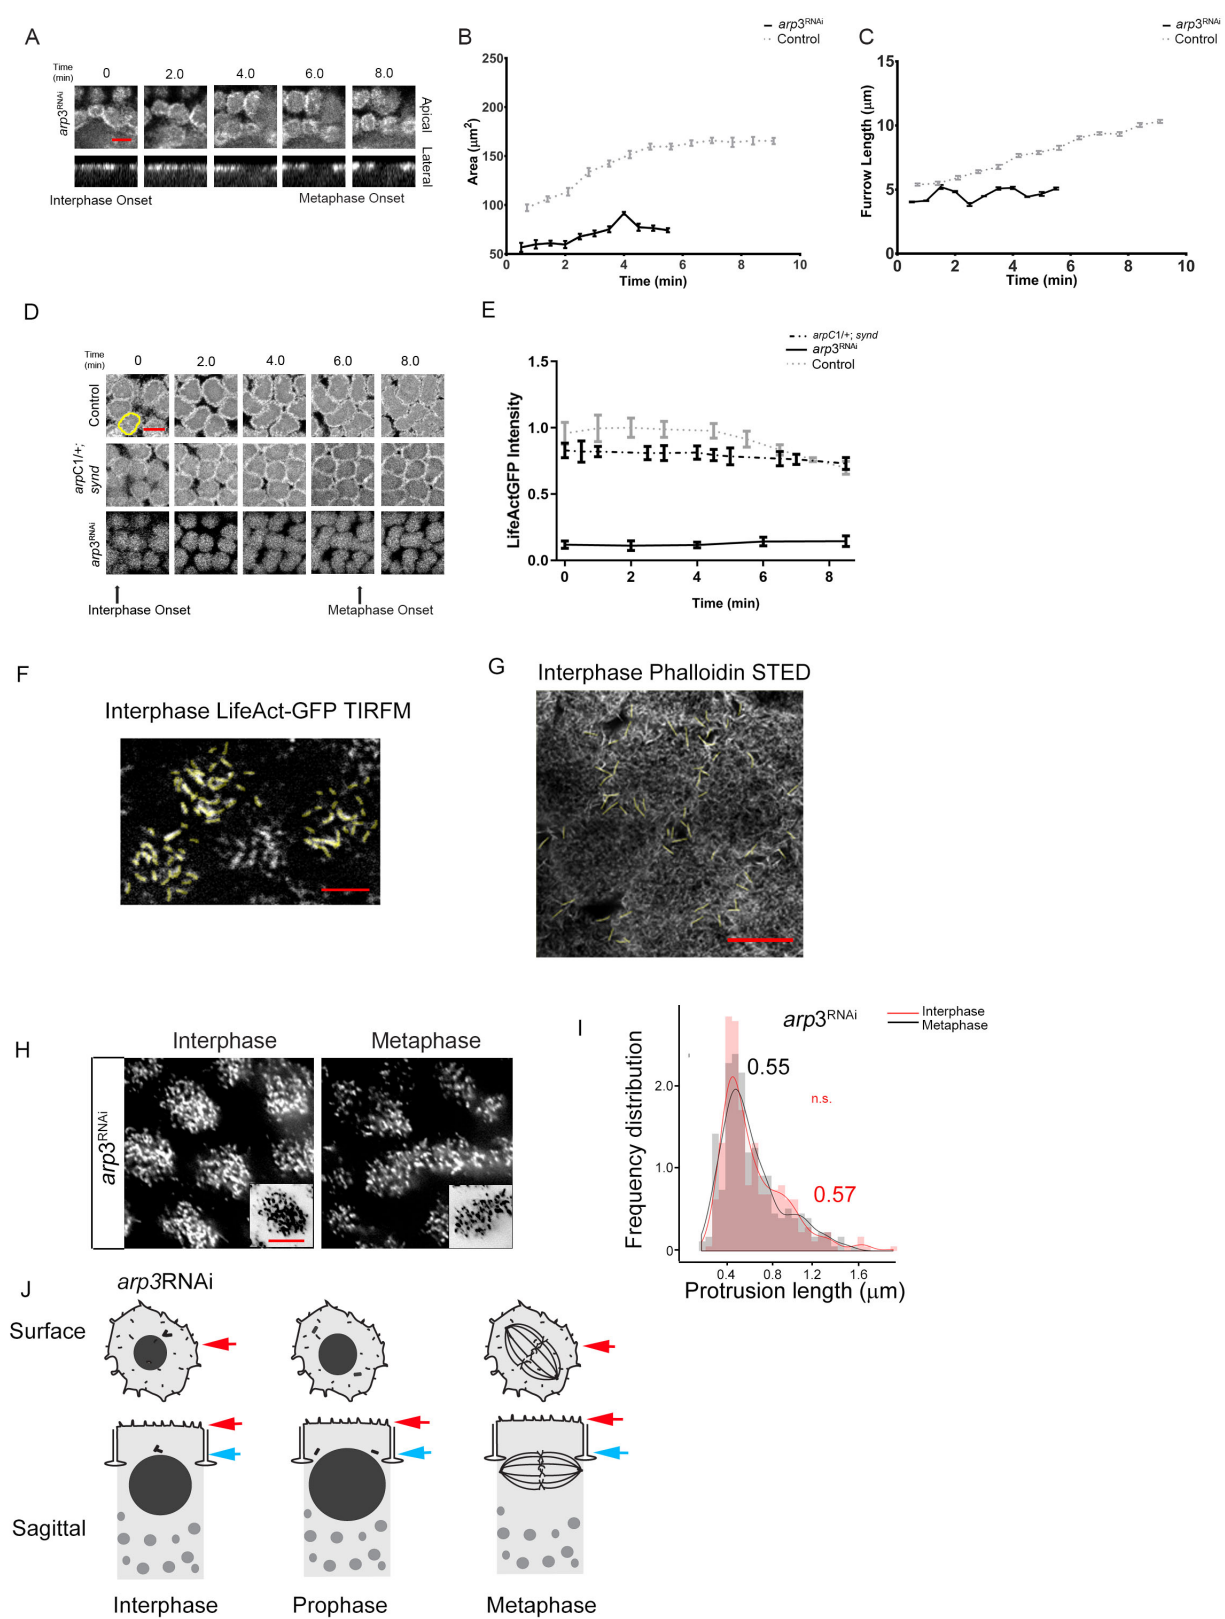 A
Time
(min)
0
2.0
4.0
6.0
8.0
arp3RNAi
Apical
Lateral
Interphase Onset
Metaphase Onset
B
arp3RNAi
Control
250
200
150
100
50
Area (μm2)
0
2
4
6
8
10
Time (min)
C
arp3RNAi
Control
15
10
5
0
Furrow Length (μm)
0
2
4
6
8
10
Time (min)
D
Time
(min)
0
2.0
4.0
6.0
8.0
Control
arpC1/+;
synd
arp3RNAi
Interphase Onset
Metaphase Onset
E
arpC1/+; synd
arp3RNAi
Control
1.5
1.0
0.5
0.0
LifeActGFP Intensity
0
2
4
6
8
Time (min)
F
Interphase LifeAct-GFP TIRFM
G
Interphase Phalloidin STED
H
Interphase
Metaphase
arp3RNAi
I
arp3RNAi
Interphase
Metaphase
0.55
n.s.
0.57
2.0
1.0
0
Frequency distribution
0.4
0.8
1.2
1.6
Protrusion length (μm)
J
arp3RNAi
Surface
Sagittal
Interphase
Prophase
Metaphase